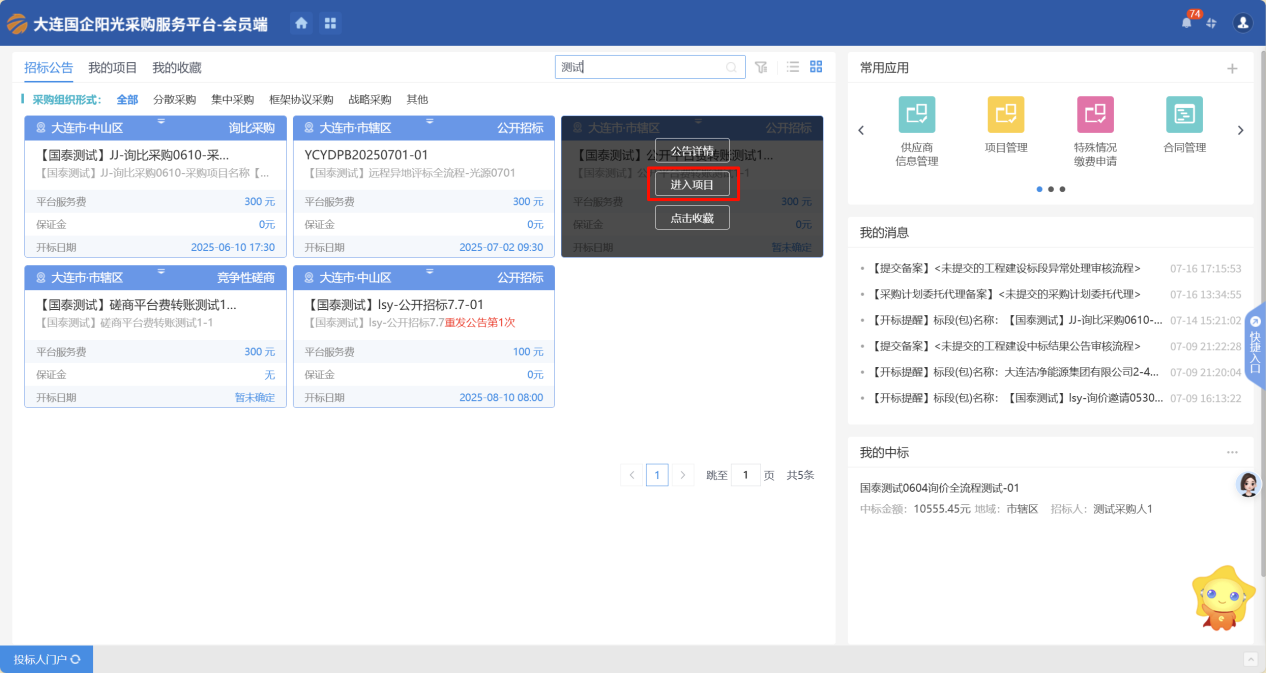 大连国企阳光采购服务平台-会员端
74
招标公告 我的项目 我的收藏
测试
采购组织形式： 全部 分散采购 集中采购 框架协议采购 战略采购 其他
大连市·中山区 询比采购
【国泰测试】JJ-询比采购0610-采...
【国泰测试】JJ-询比采购0610-采购项目名称【...
平台服务费 300 元
保证金 0元
开标日期 2025-06-10 17:30
大连市·市辖区 公开招标
YCYDPB20250701-01
【国泰测试】远程异地评标全流程-光源0701
平台服务费 300 元
保证金 0元
开标日期 2025-07-02 09:30
大连市·市辖区 公开招标
公告详情
进入项目
点击收藏
平台服务费 300 元
保证金 0元
开标日期 暂未确定
大连市·市辖区 竞争性磋商
【国泰测试】磋商平台费转账测试1...
【国泰测试】磋商平台费转账测试1-1
平台服务费 300 元
保证金 无
开标日期 暂未确定
大连市·中山区 公开招标
【国泰测试】lsy-公开招标7.7-01
【国泰测试】lsy-公开招标7.7重发公告第1次
平台服务费 100 元
保证金 0元
开标日期 2025-08-10 08:00
1 跳至 1 页 共5条
常用应用
供应商
信息管理
项目管理
特殊情况
缴费申请
合同管理
我的消息
【提交备案】<未提交的工程建设标段异常处理审核流程> 07-16 17:15:53
【采购计划委托代理备案】<未提交的采购计划委托代理> 07-16 13:34:55
【开标提醒】标段(包)名称：【国泰测试】JJ-询比采购0610-... 07-14 15:21:02
【提交备案】<未提交的工程建设中标结果公告审核流程> 07-09 21:22:28
【开标提醒】标段(包)名称：大连洁净能源集团有限公司2-4... 07-09 21:20:04
【开标提醒】标段(包)名称：【国泰测试】lsy-询价邀请0530... 07-09 16:13:22
快捷入口
我的中标
国泰测试0604询价全流程测试-01
中标金额：10555.45元 地域：市辖区 招标人：测试采购人1
投标人门户